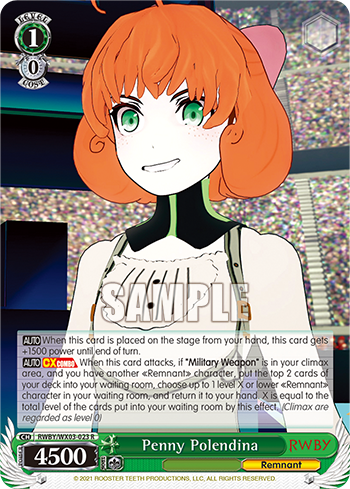 LEVEL
1
0
COST
SAMPLE
AUTO When this card is placed on the stage from your hand, this card gets
+1500 power until end of turn.
AUTO CX COMBO When this card attacks, if "Military Weapon" is in your climax
area, and you have another «Remnant» character, put the top 2 cards of
your deck into your waiting room, choose up to 1 level X or lower «Remnant»
character in your waiting room, and return it to your hand. X is equal to the
total level of the cards put into your waiting room by this effect. (Climax are
regarded as level 0)
RWBY/WX03-023 R
Penny Polendina
RWBY
POWER
4500
Remnant
© 2021 ROOSTER TEETH PRODUCTIONS, LLC, ALL RIGHTS RESERVED.